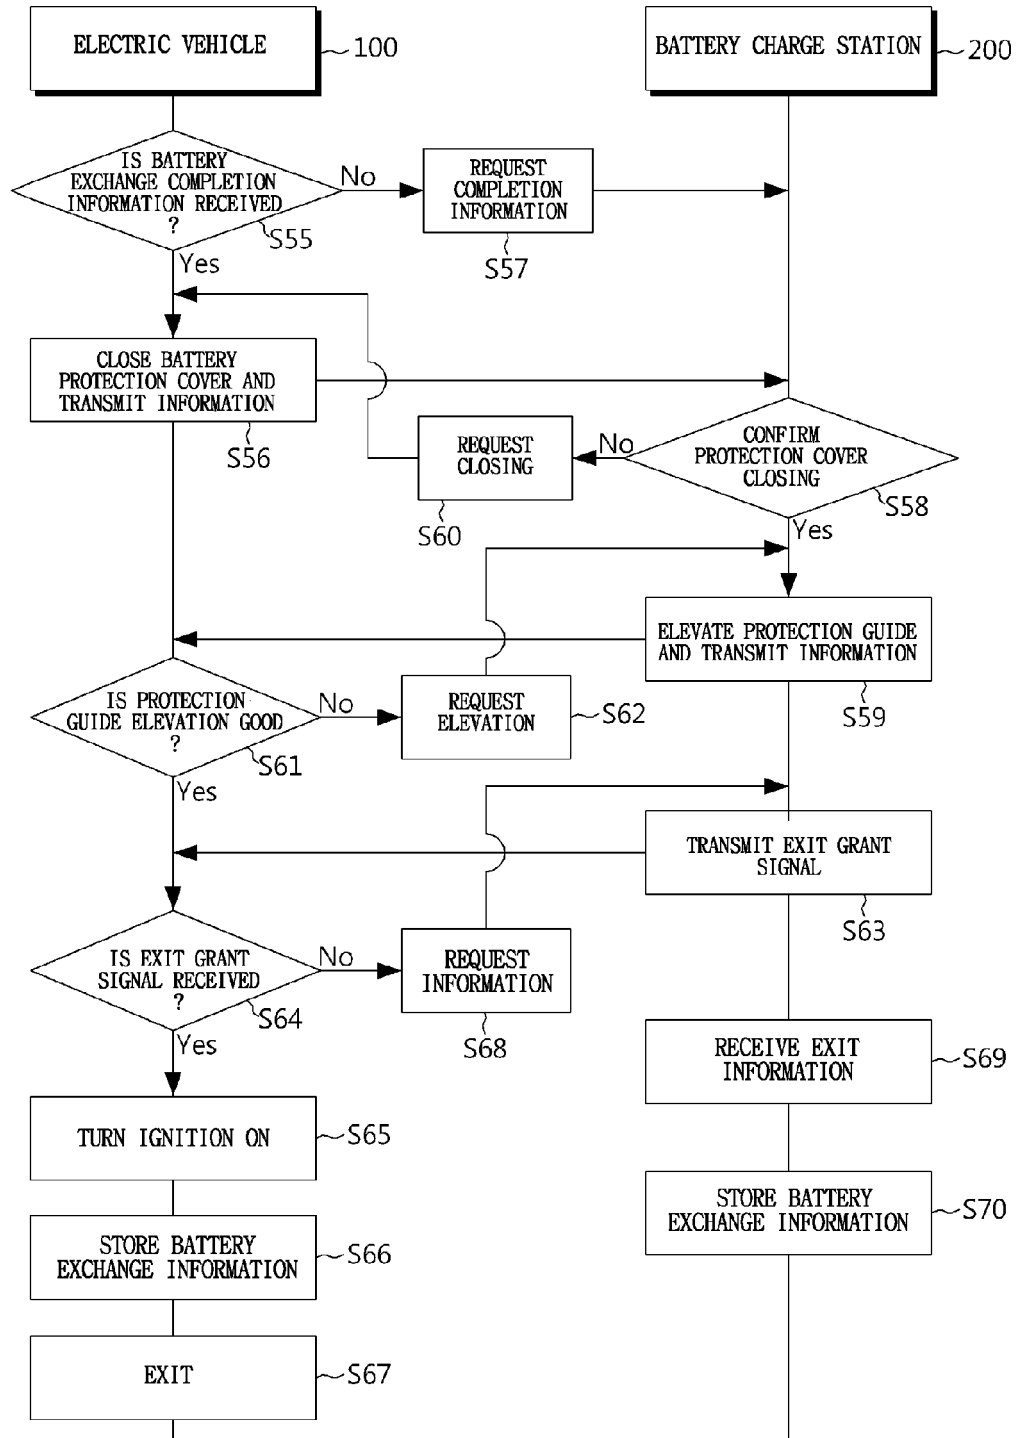 ELECTRIC VEHICLE
100
BATTERY CHARGE STATION
200
IS BATTERY
EXCHANGE COMPLETION
INFORMATION RECEIVED
?
S55
No
Yes
REQUEST
COMPLETION
INFORMATION
S57
CLOSE BATTERY
PROTECTION COVER AND
TRANSMIT INFORMATION
S56
REQUEST
CLOSING
S60
No
CONFIRM
PROTECTION COVER
CLOSING
S58
Yes
ELEVATE PROTECTION GUIDE
AND TRANSMIT INFORMATION
S59
IS PROTECTION
GUIDE ELEVATION GOOD
?
S61
No
Yes
REQUEST
ELEVATION
S62
TRANSMIT EXIT GRANT
SIGNAL
S63
IS EXIT GRANT
SIGNAL RECEIVED
?
S64
No
Yes
REQUEST
INFORMATION
S68
RECEIVE EXIT
INFORMATION
S69
TURN IGNITION ON
S65
STORE BATTERY
EXCHANGE INFORMATION
S70
STORE BATTERY
EXCHANGE INFORMATION
S66
EXIT
S67